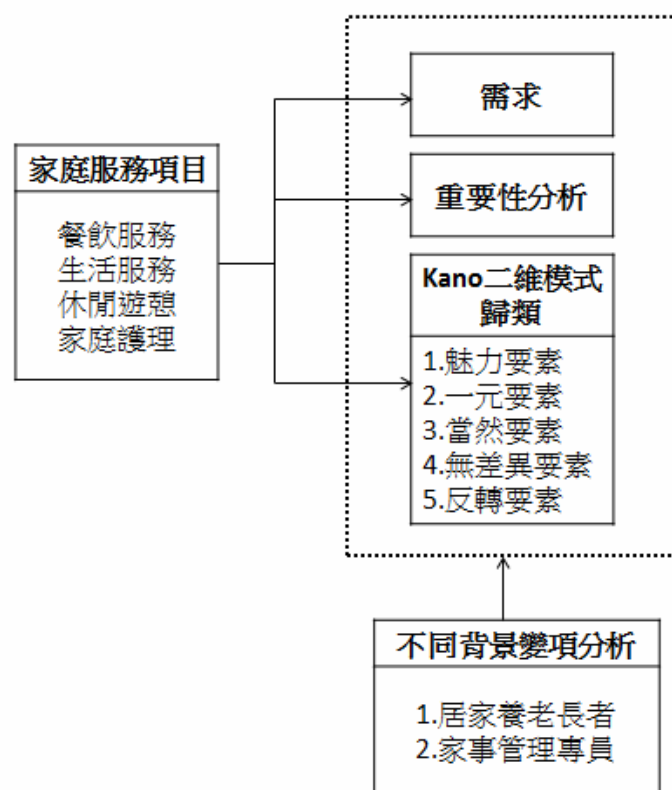 需求
家庭服務項目
餐飲服務
生活服務
休閒遊憩
家庭護理
重要性分析
Kano二維模式
歸類
1.魅力要素
2.一元要素
3.當然要素
4.無差異要素
5.反轉要素
不同背景變項分析
1.居家養老長者
2.家事管理專員